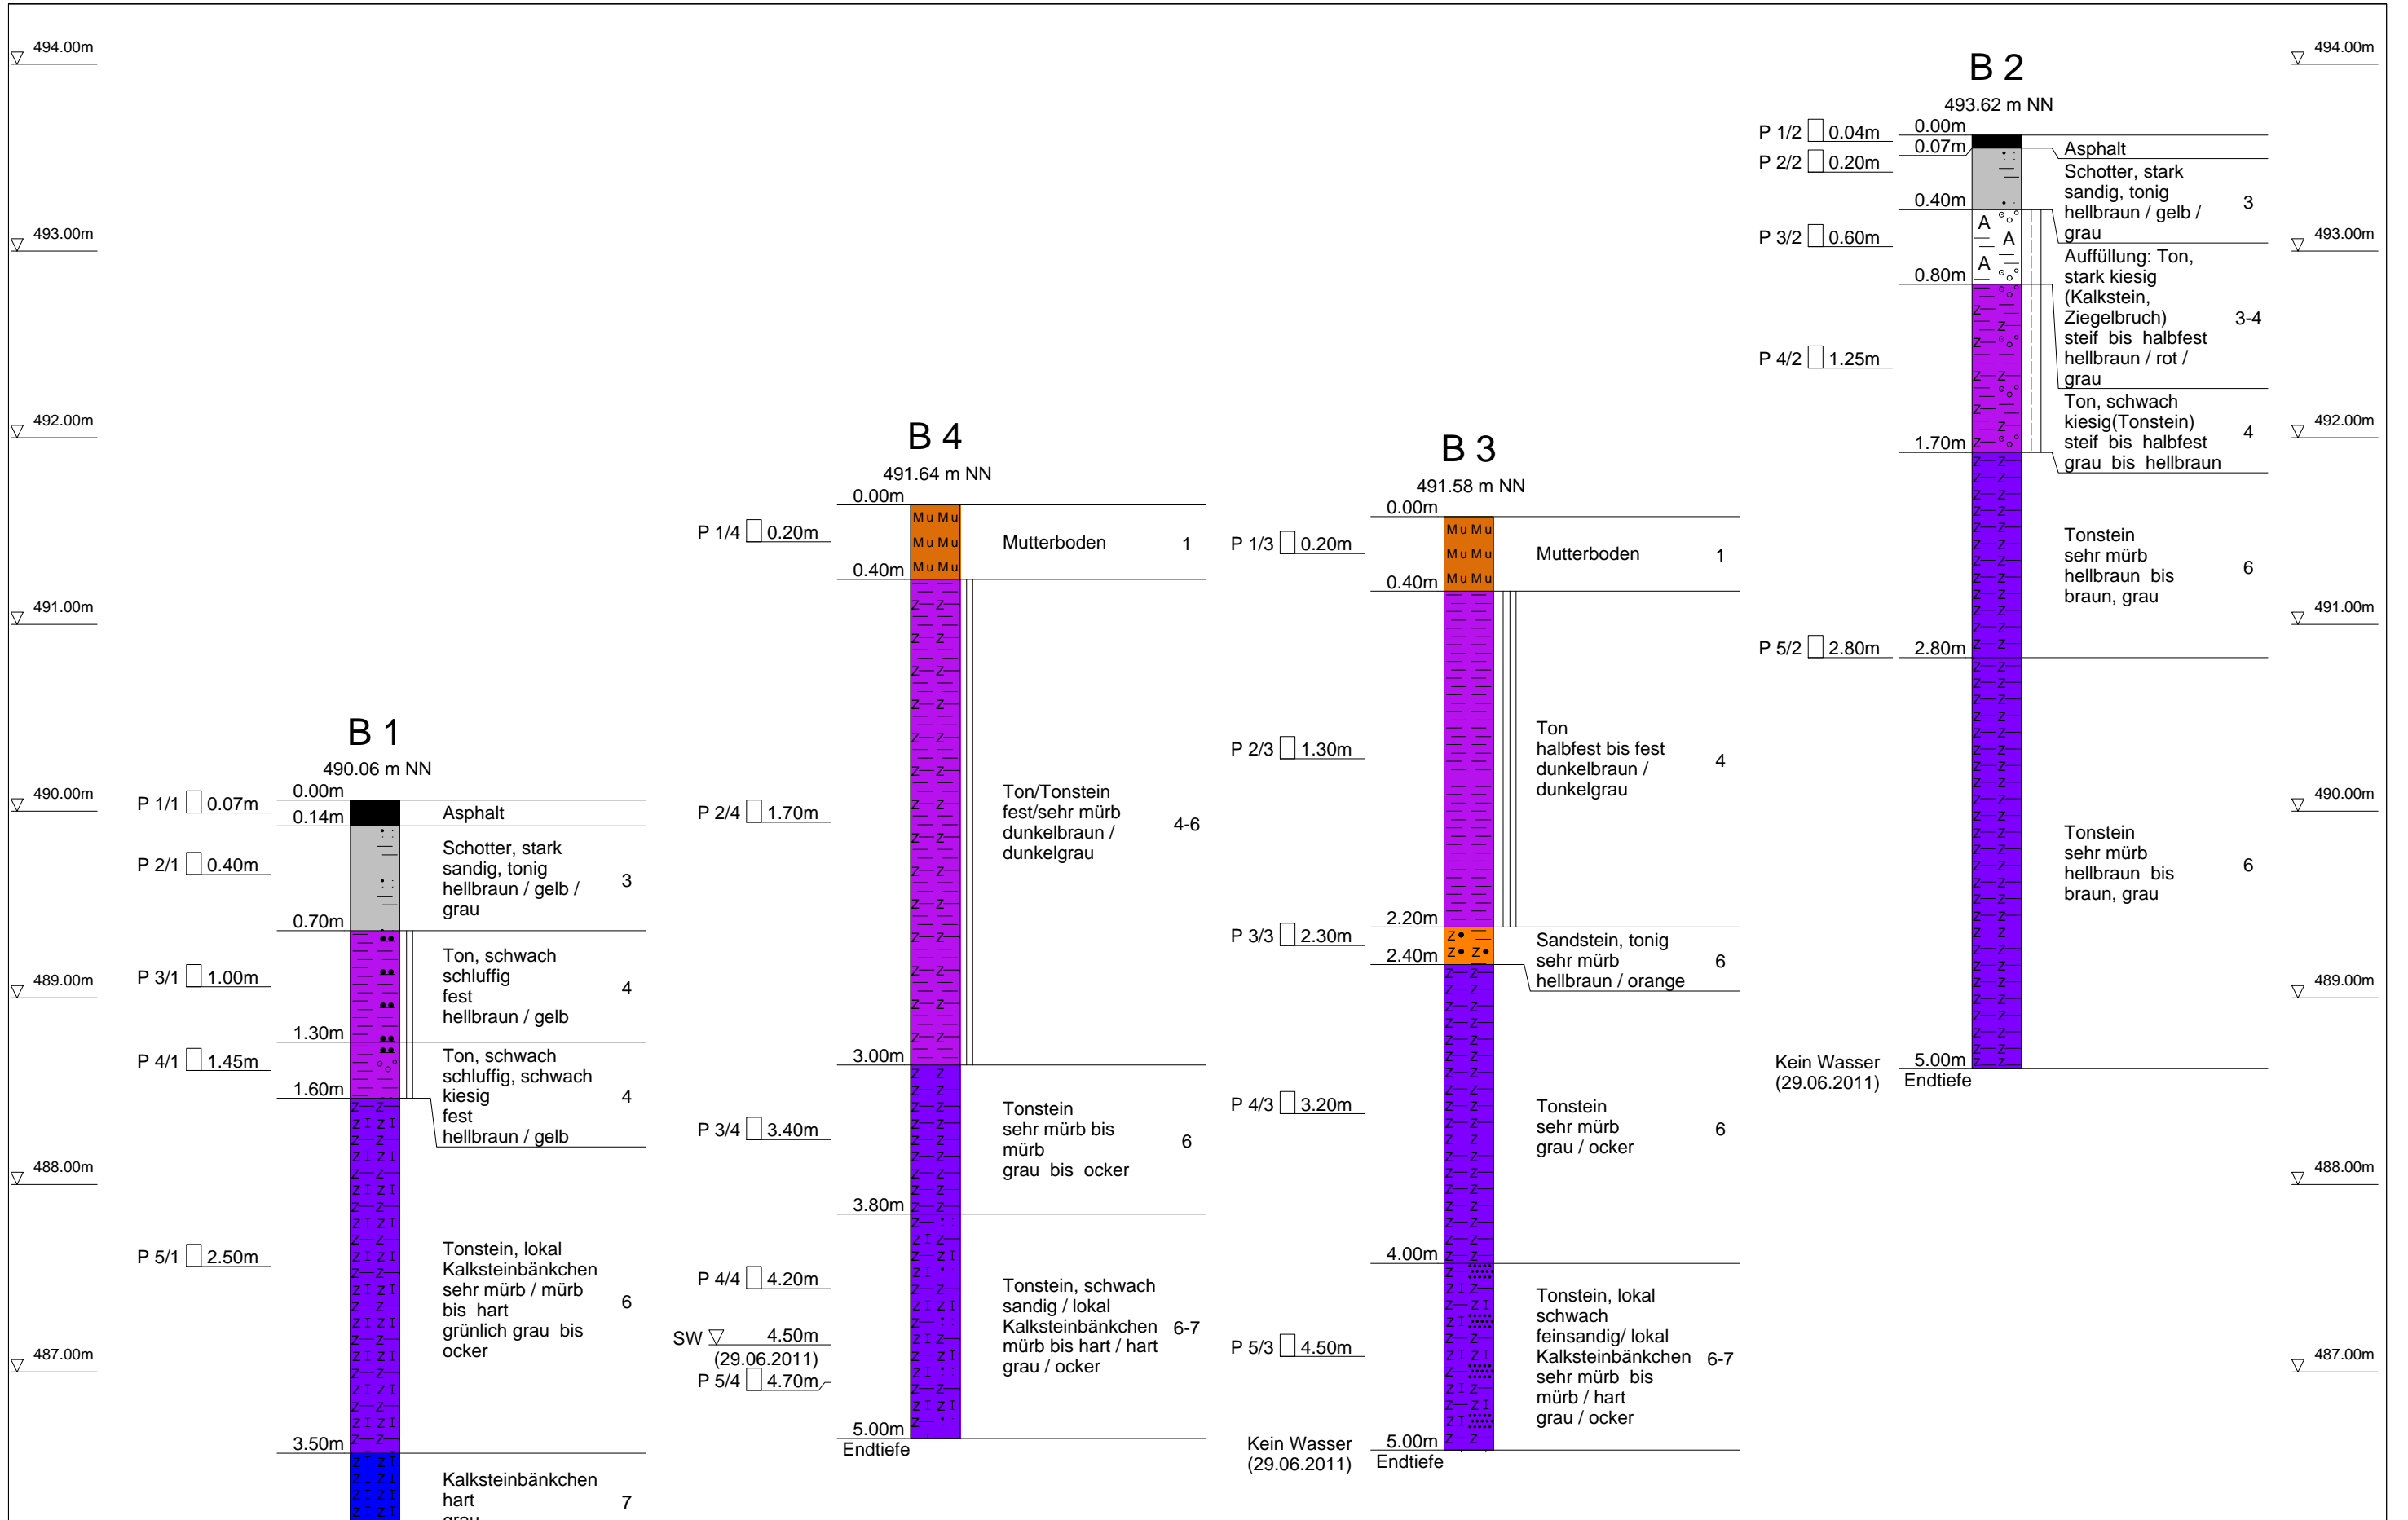 494.00m
493.00m
492.00m
491.00m
490.00m
489.00m
488.00m
487.00m
B 1
490.06 m NN
P 1/1 0.07m
P 2/1 0.40m
P 3/1 1.00m
P 4/1 1.45m
P 5/1 2.50m
0.00m
0.14m
0.70m
1.30m
1.60m
3.50m
Asphalt
Schotter, stark
sandig, tonig
hellbraun / gelb /
grau
3
Ton, schwach
schluffig
fest
hellbraun / gelb
4
Ton, schwach
schluffig, schwach
kiesig
fest
hellbraun / gelb
4
Tonstein, lokal
Kalksteinbänkchen
sehr mürb / mürb
bis hart
grünlich grau bis
ocker
6
Kalksteinbänkchen
hart
grau
7
B 4
491.64 m NN
P 1/4 0.20m
P 2/4 1.70m
P 3/4 3.40m
P 4/4 4.20m
SW 4.50m
(29.06.2011)
P 5/4 4.70m
0.00m
0.40m
3.00m
3.80m
5.00m
Endtiefe
Mu Mu
Mu Mu
Mu Mu
Mutterboden 1
Ton/Tonstein
fest/sehr mürb
dunkelbraun /
dunkelgrau
4-6
Tonstein
sehr mürb bis
mürb
grau bis ocker
6
Tonstein, schwach
sandig / lokal
Kalksteinbänkchen
mürb bis hart / hart
grau / ocker
6-7
B 3
491.58 m NN
P 1/3 0.20m
P 2/3 1.30m
P 3/3 2.30m
P 4/3 3.20m
P 5/3 4.50m
Kein Wasser
(29.06.2011)
0.00m
0.40m
2.20m
2.40m
4.00m
5.00m
Endtiefe
Mu Mu
Mu Mu
Mu Mu
Mutterboden 1
Ton
halbfest bis fest
dunkelbraun /
dunkelgrau
4
Sandstein, tonig
sehr mürb
hellbraun / orange
6
Tonstein
sehr mürb
grau / ocker
6
Tonstein, lokal
schwach
feinsandig/ lokal
Kalksteinbänkchen
sehr mürb bis
mürb / hart
grau / ocker
6-7
B 2
493.62 m NN
P 1/2 0.04m
P 2/2 0.20m
P 3/2 0.60m
P 4/2 1.25m
P 5/2 2.80m
Kein Wasser
(29.06.2011)
0.00m
0.07m
0.40m
0.80m
1.70m
2.80m
5.00m
Endtiefe
A
A
A
Asphalt
Schotter, stark
sandig, tonig
hellbraun / gelb /
grau
3
Auffüllung: Ton,
stark kiesig
(Kalkstein,
Ziegelbruch)
steif bis halbfest
hellbraun / rot /
grau
3-4
Ton, schwach
kiesig(Tonstein)
steif bis halbfest
grau bis hellbraun
4
Tonstein
sehr mürb
hellbraun bis
braun, grau
6
Tonstein
sehr mürb
hellbraun bis
braun, grau
6
494.00m
493.00m
492.00m
491.00m
490.00m
489.00m
488.00m
487.00m